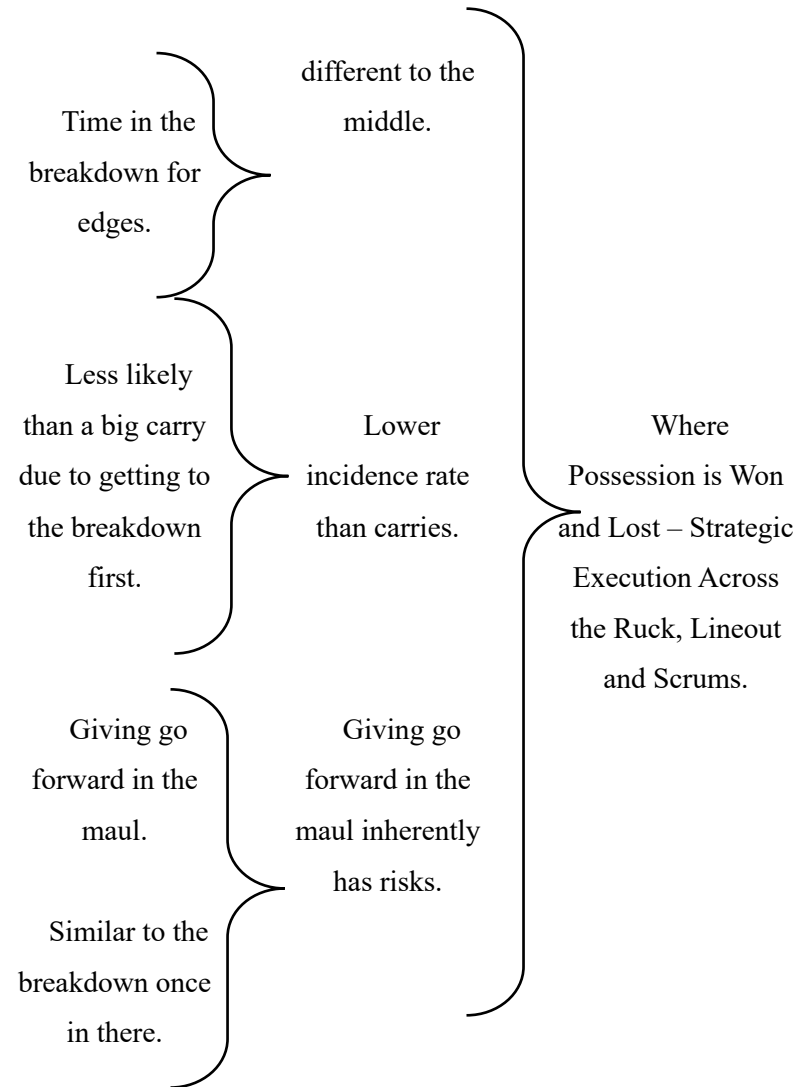 Time in the
breakdown for
edges.
Less likely
than a big carry
due to getting to
the breakdown
first.
Giving go
forward in the
maul.
Similar to the
breakdown once
in there.
different to the
middle.
Lower
incidence rate
than carries.
Giving go
forward in the
maul inherently
has risks.
Where
Possession is Won
and Lost – Strategic
Execution Across
the Ruck, Lineout
and Scrums.